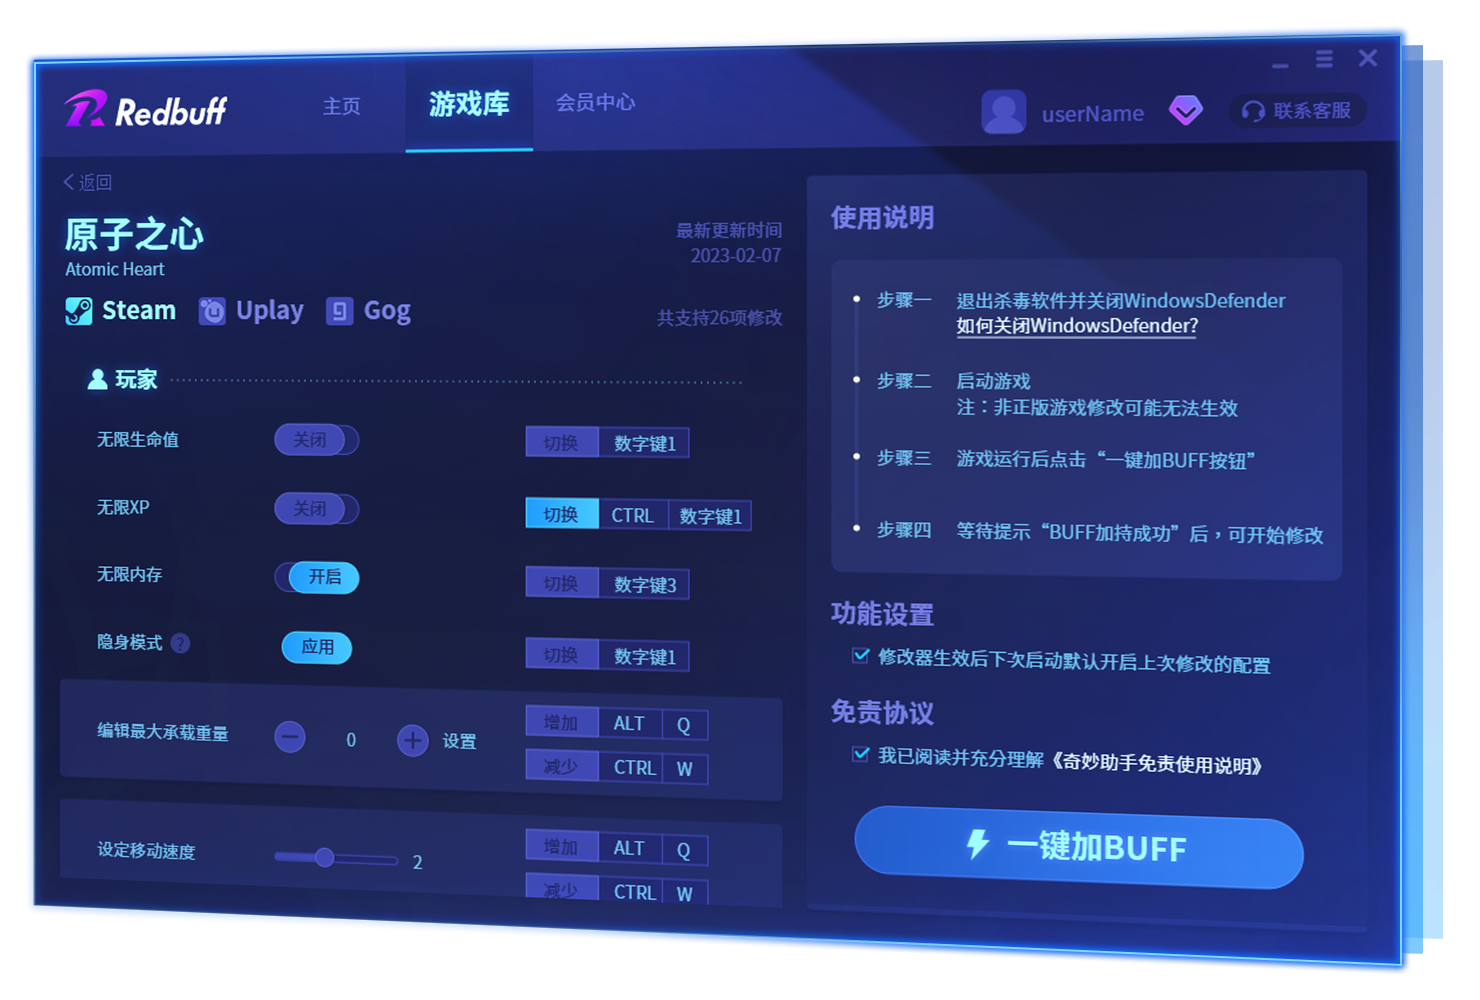 Redbuff
主页
游戏库
会员中心
userName
联系客服
返回
原子之心
Atomic Heart
最新更新时间
2023-02-07
Steam
Uplay
Gog
共支持26项修改
玩家
无限生命值
关闭
切换
数字键1
无限XP
关闭
切换
CTRL
数字键1
无限内存
开启
切换
数字键3
隐身模式
?
应用
切换
数字键1
编辑最大承载重量
0
设置
增加
ALT
Q
减少
CTRL
W
设定移动速度
2
增加
ALT
Q
减少
CTRL
W
使用说明
步骤一
退出杀毒软件并关闭WindowsDefender
如何关闭WindowsDefender?
步骤二
启动游戏
注：非正版游戏修改可能无法生效
步骤三
游戏运行后点击“一键加BUFF按钮”
步骤四
等待提示“BUFF加持成功”后，可开始修改
功能设置
修改器生效后下次启动默认开启上次修改的配置
免责协议
我已阅读并充分理解《奇妙助手免责使用说明》
一键加BUFF